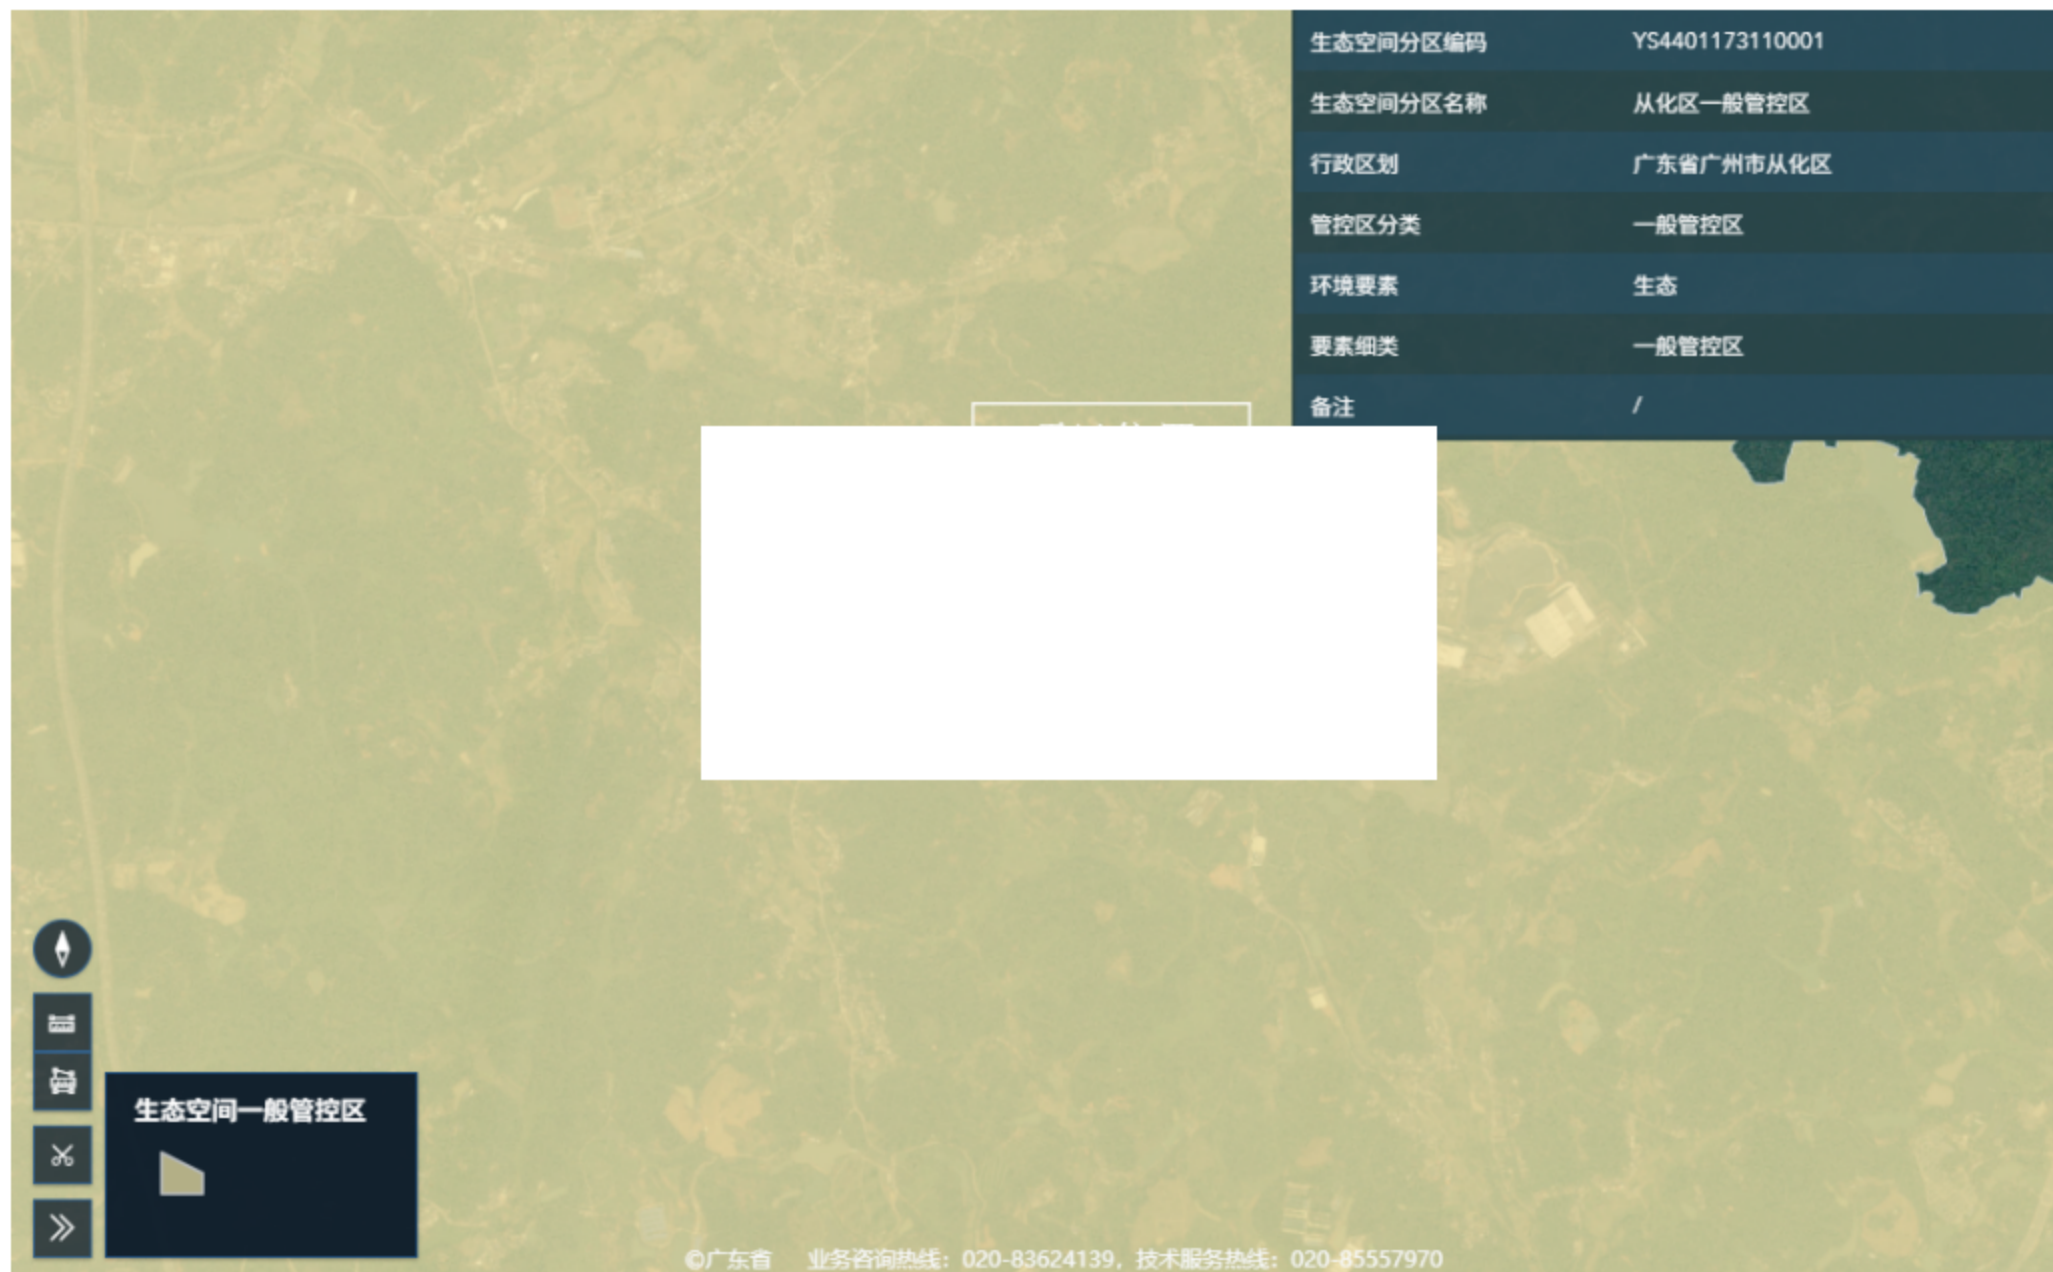 生态空间分区编码 YS4401173110001
生态空间分区名称 从化区一般管控区
行政区划 广东省广州市从化区
管控区分类 一般管控区
环境要素 生态
要素细类 一般管控区
备注 /
生态空间一般管控区
©广东省 业务咨询热线：020-83624139，技术服务热线：020-85557970